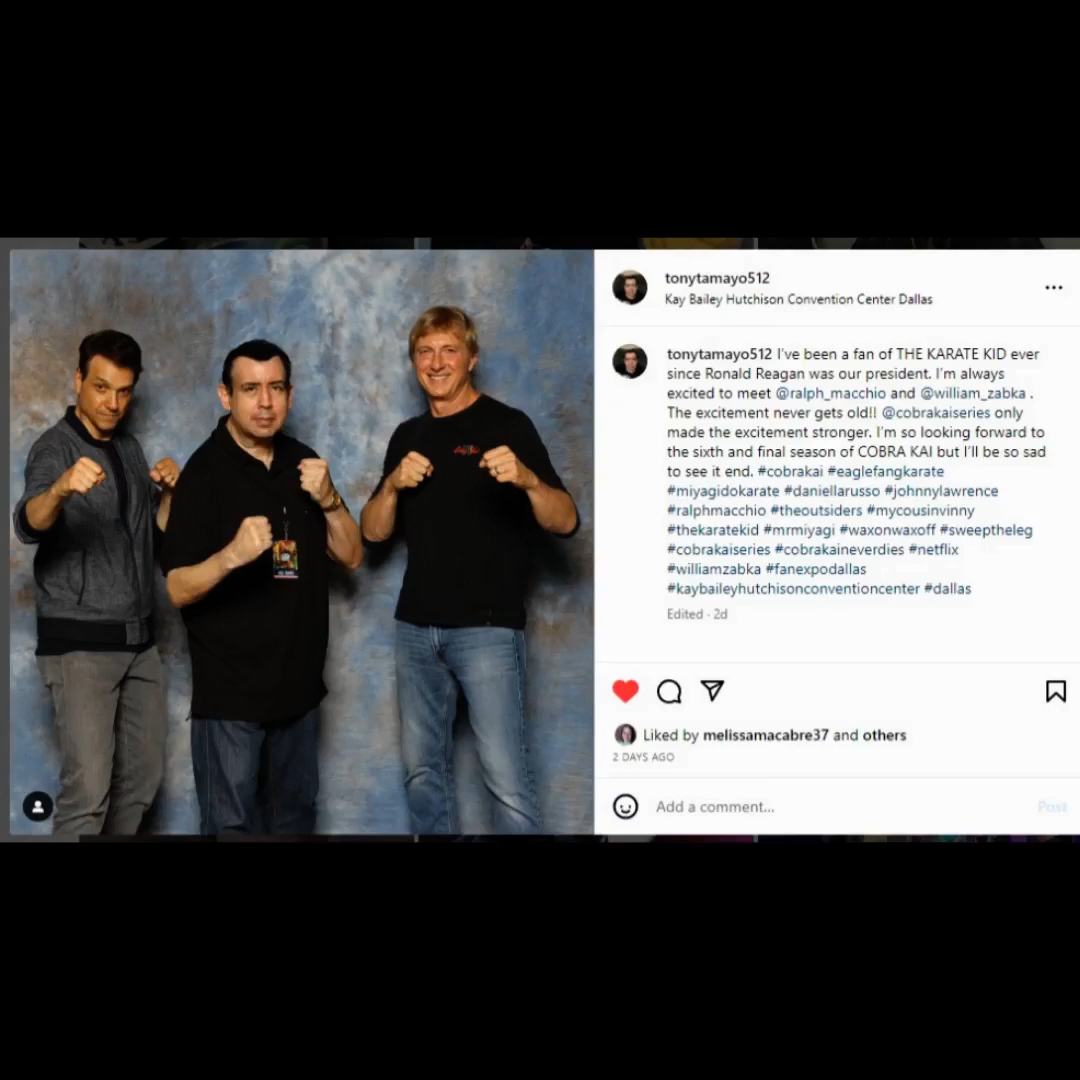 tonytamayo512
Kay Bailey Hutchison Convention Center Dallas
tonytamayo512 I've been a fan of THE KARATE KID ever
since Ronald Reagan was our president. I'm always
excited to meet @ralph_macchio and @william_zabka .
The excitement never gets old!! @cobrakaiseries only
made the excitement stronger. I'm so looking forward to
the sixth and final season of COBRA KAI but I'll be so sad
to see it end. #cobrakai #eaglefangkarate
#miyagidokarate #daniellarusso #johnnylawrence
#ralphmacchio #theoutsiders #mycousinvinny
#thekaratekid #mrmiyagi #waxonwaxoff #sweeptheleg
#cobrakaiseries #cobrakaineverdies #netflix
#williamzabka #fanexpodallas
#kaybaileyhutchisonconventioncenter #dallas
Edited · 2d
Liked by melissamacabre37 and others
2 DAYS AGO
Add a comment...
Post